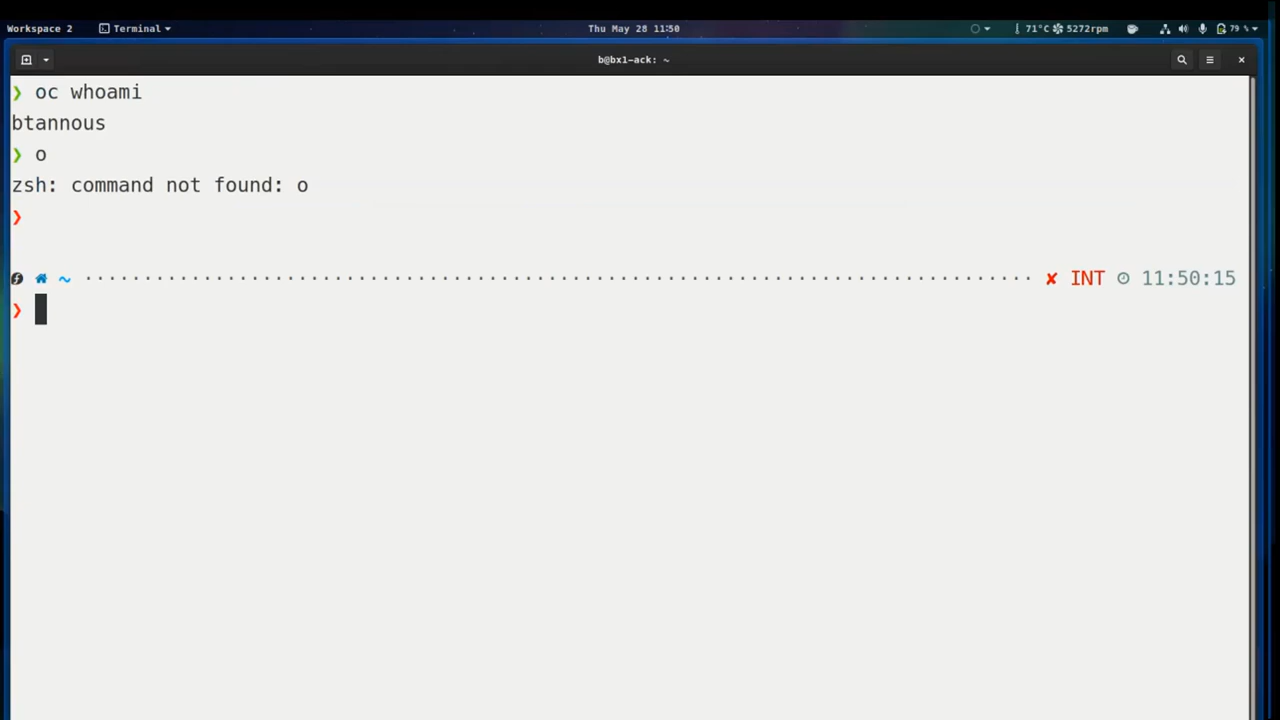 Workspace 2 Terminal Thu May 28 11:50 71°C 5272rpm 79 %
b@bx1-ack: ~
❯ oc whoami
btannous
❯ o
zsh: command not found: o
❯
~ ········································································· ✘ INT 11:50:15
❯